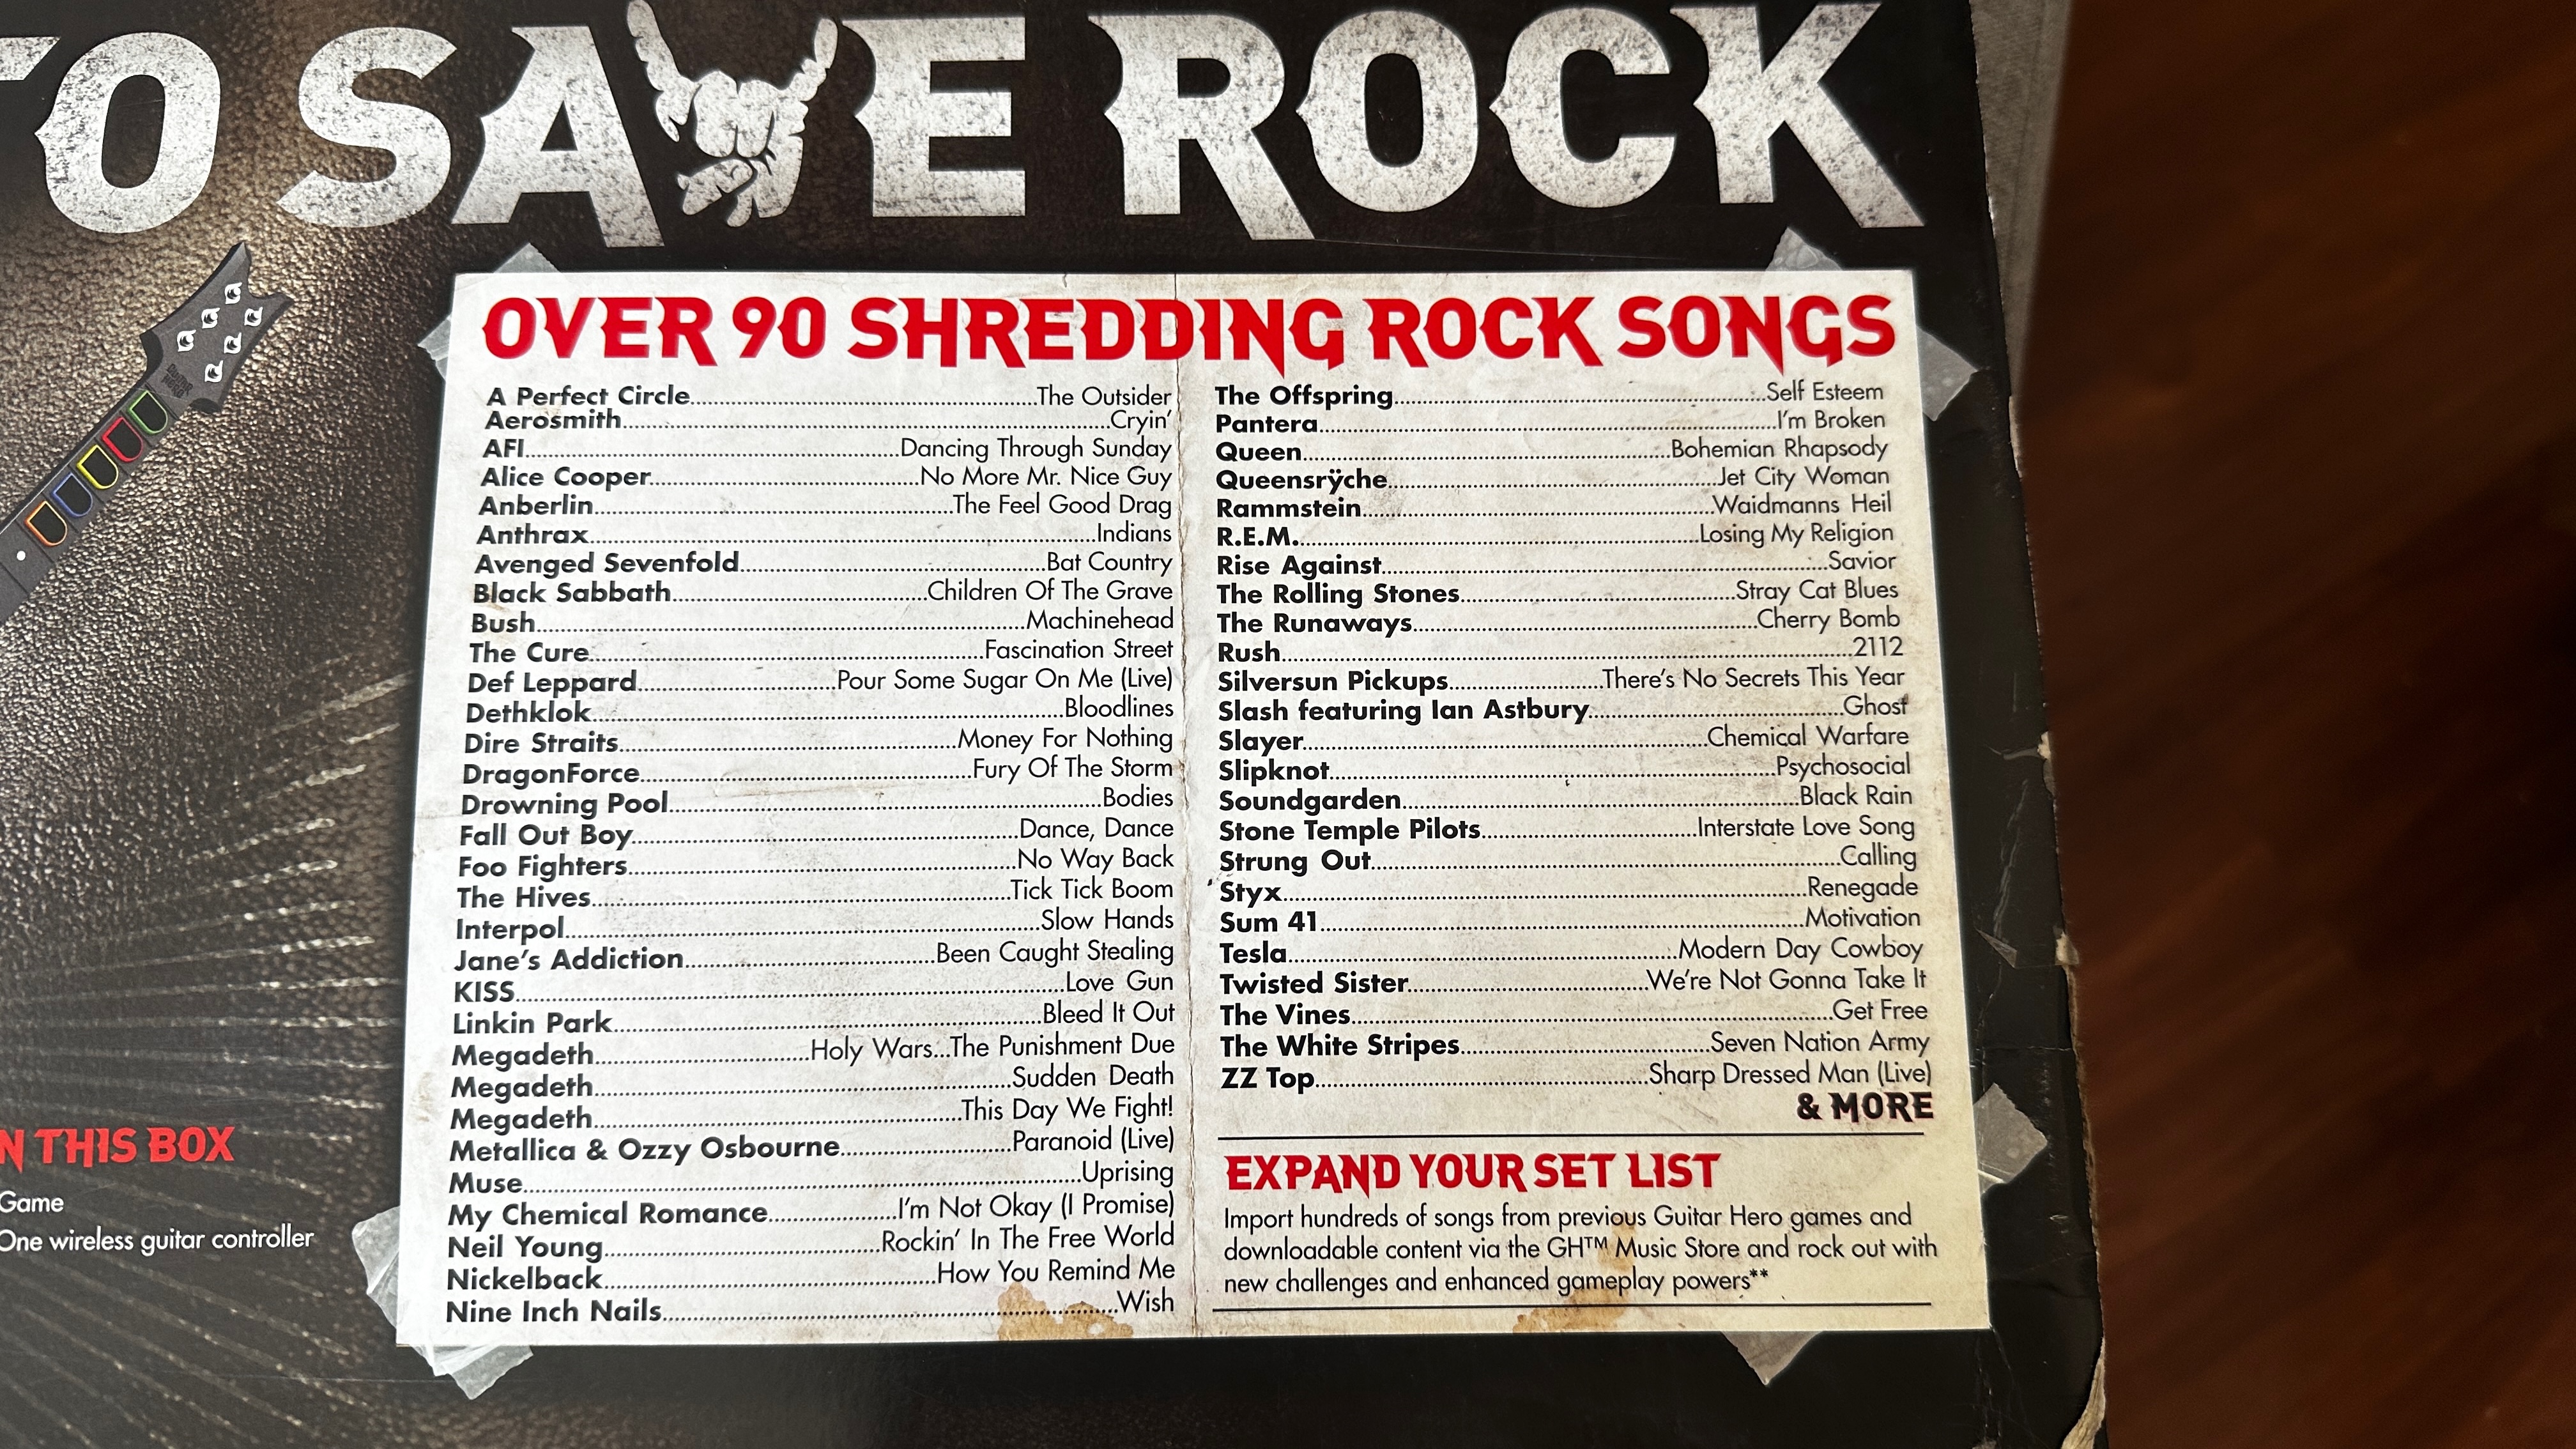 TO SAVE ROCK
OVER 90 SHREDDING ROCK SONGS
A Perfect Circle..........The Outsider
Aerosmith..........Cryin'
AFI..........Dancing Through Sunday
Alice Cooper..........No More Mr. Nice Guy
Anberlin..........The Feel Good Drag
Anthrax..........Indians
Avenged Sevenfold..........Bat Country
Black Sabbath..........Children Of The Grave
Bush..........Machinehead
The Cure..........Fascination Street
Def Leppard..........Pour Some Sugar On Me (Live)
Dethklok..........Bloodlines
Dire Straits..........Money For Nothing
DragonForce..........Fury Of The Storm
Drowning Pool..........Bodies
Fall Out Boy..........Dance, Dance
Foo Fighters..........No Way Back
The Hives..........Tick Tick Boom
Interpol..........Slow Hands
Jane's Addiction..........Been Caught Stealing
KISS..........Love Gun
Linkin Park..........Bleed It Out
Megadeth..........Holy Wars...The Punishment Due
Megadeth..........Sudden Death
Megadeth..........This Day We Fight!
Metallica & Ozzy Osbourne..........Paranoid (Live)
Muse..........Uprising
My Chemical Romance..........I'm Not Okay (I Promise)
Neil Young..........Rockin' In The Free World
Nickelback..........How You Remind Me
Nine Inch Nails..........Wish
The Offspring..........Self Esteem
Pantera..........I'm Broken
Queen..........Bohemian Rhapsody
Queensrÿche..........Jet City Woman
Rammstein..........Waidmanns Heil
R.E.M...........Losing My Religion
Rise Against..........Savior
The Rolling Stones..........Stray Cat Blues
The Runaways..........Cherry Bomb
Rush..........2112
Silversun Pickups..........There's No Secrets This Year
Slash featuring Ian Astbury..........Ghost
Slayer..........Chemical Warfare
Slipknot..........Psychosocial
Soundgarden..........Black Rain
Stone Temple Pilots..........Interstate Love Song
Strung Out..........Calling
Styx..........Renegade
Sum 41..........Motivation
Tesla..........Modern Day Cowboy
Twisted Sister..........We're Not Gonna Take It
The Vines..........Get Free
The White Stripes..........Seven Nation Army
ZZ Top..........Sharp Dressed Man (Live)
& MORE
EXPAND YOUR SET LIST
Import hundreds of songs from previous Guitar Hero games and
downloadable content via the GH™ Music Store and rock out with
new challenges and enhanced gameplay powers**
N THIS BOX
Game
One wireless guitar controller